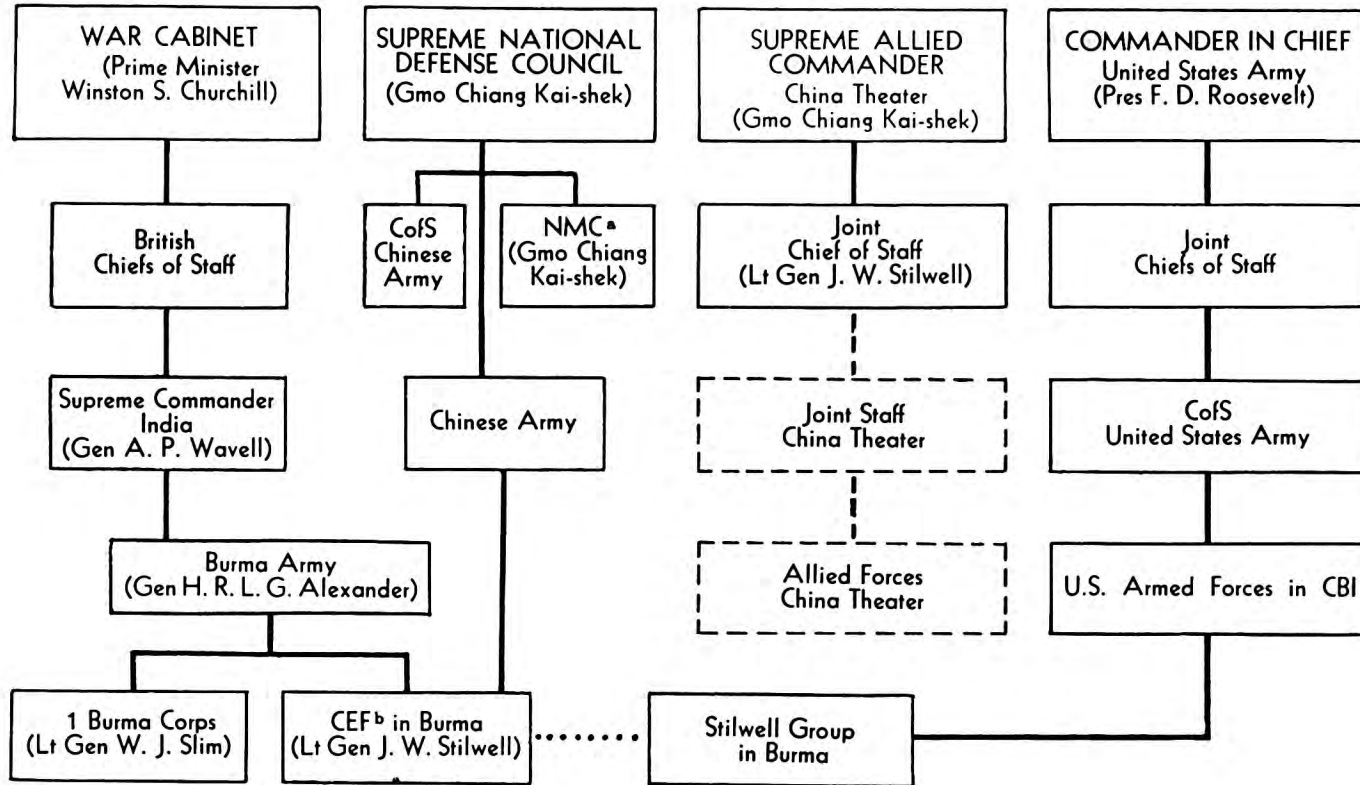 WAR CABINET
(Prime Minister
Winston S. Churchill)
SUPREME NATIONAL
DEFENSE COUNCIL
(Gmo Chiang Kai-shek)
SUPREME ALLIED
COMMANDER
China Theater
(Gmo Chiang Kai-shek)
COMMANDER IN CHIEF
United States Army
(Pres F. D. Roosevelt)
British
Chiefs of Staff
CofS
Chinese
Army
NMCª
(Gmo Chiang
Kai-shek)
Joint
Chief of Staff
(Lt Gen J. W. Stilwell)
Joint
Chiefs of Staff
Supreme Commander
India
(Gen A. P. Wavell)
Chinese Army
Joint Staff
China Theater
CofS
United States Army
Burma Army
(Gen H. R. L. G. Alexander)
Allied Forces
China Theater
U.S. Armed Forces in CBI
1 Burma Corps
(Lt Gen W. J. Slim)
CEFᵇ in Burma
(Lt Gen J. W. Stilwell)
Stilwell Group
in Burma